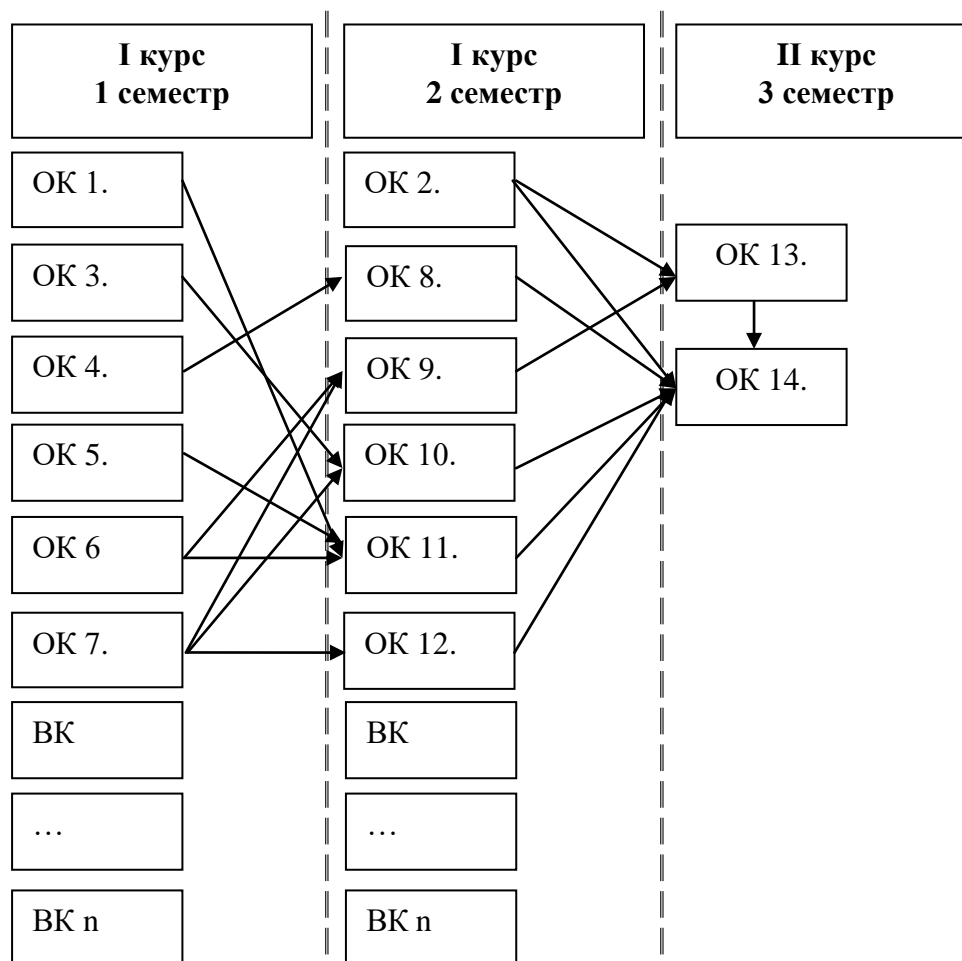 І курс
1 семестр
І курс
2 семестр
ІІ курс
3 семестр
ОК 1.
ОК 3.
ОК 4.
ОК 5.
ОК 6
ОК 7.
ВК
…
ВК n
ОК 2.
ОК 8.
ОК 9.
ОК 10.
ОК 11.
ОК 12.
ВК
…
ВК n
ОК 13.
ОК 14.